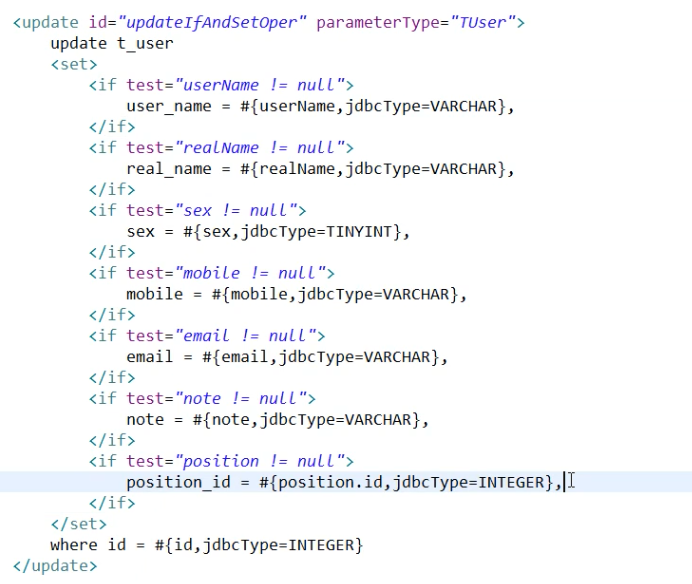 <update id="updateIfAndSetOper" parameterType="TUser">
update t_user
<set>
<if test="userName != null">
user_name = #{userName,jdbcType=VARCHAR},
</if>
<if test="realName != null">
real_name = #{realName,jdbcType=VARCHAR},
</if>
<if test="sex != null">
sex = #{sex,jdbcType=TINYINT},
</if>
<if test="mobile != null">
mobile = #{mobile,jdbcType=VARCHAR},
</if>
<if test="email != null">
email = #{email,jdbcType=VARCHAR},
</if>
<if test="note != null">
note = #{note,jdbcType=VARCHAR},
</if>
<if test="position != null">
position_id = #{position.id,jdbcType=INTEGER},
</if>
</set>
where id = #{id,jdbcType=INTEGER}
</update>